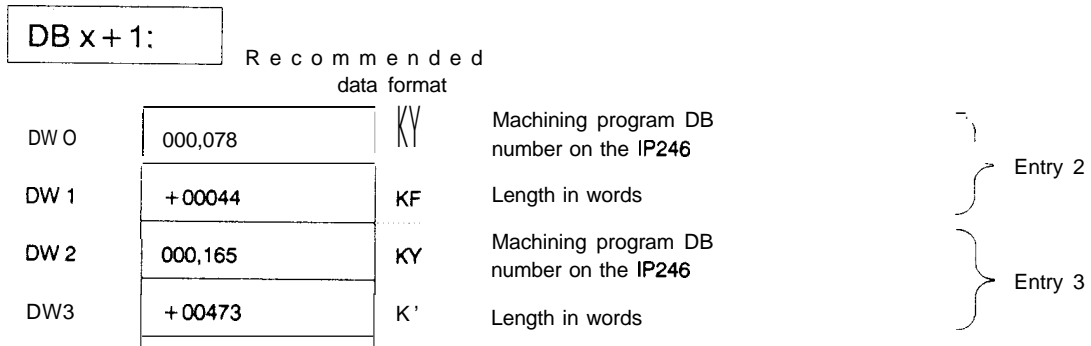 DB x + 1:
Recommended
data format
DW O 000,078 KY Machining program DB
number on the IP246
Entry 2
DW 1 +00044 KF Length in words
DW 2 000,165 KY Machining program DB
number on the IP246
Entry 3
DW3 +00473 K' Length in words